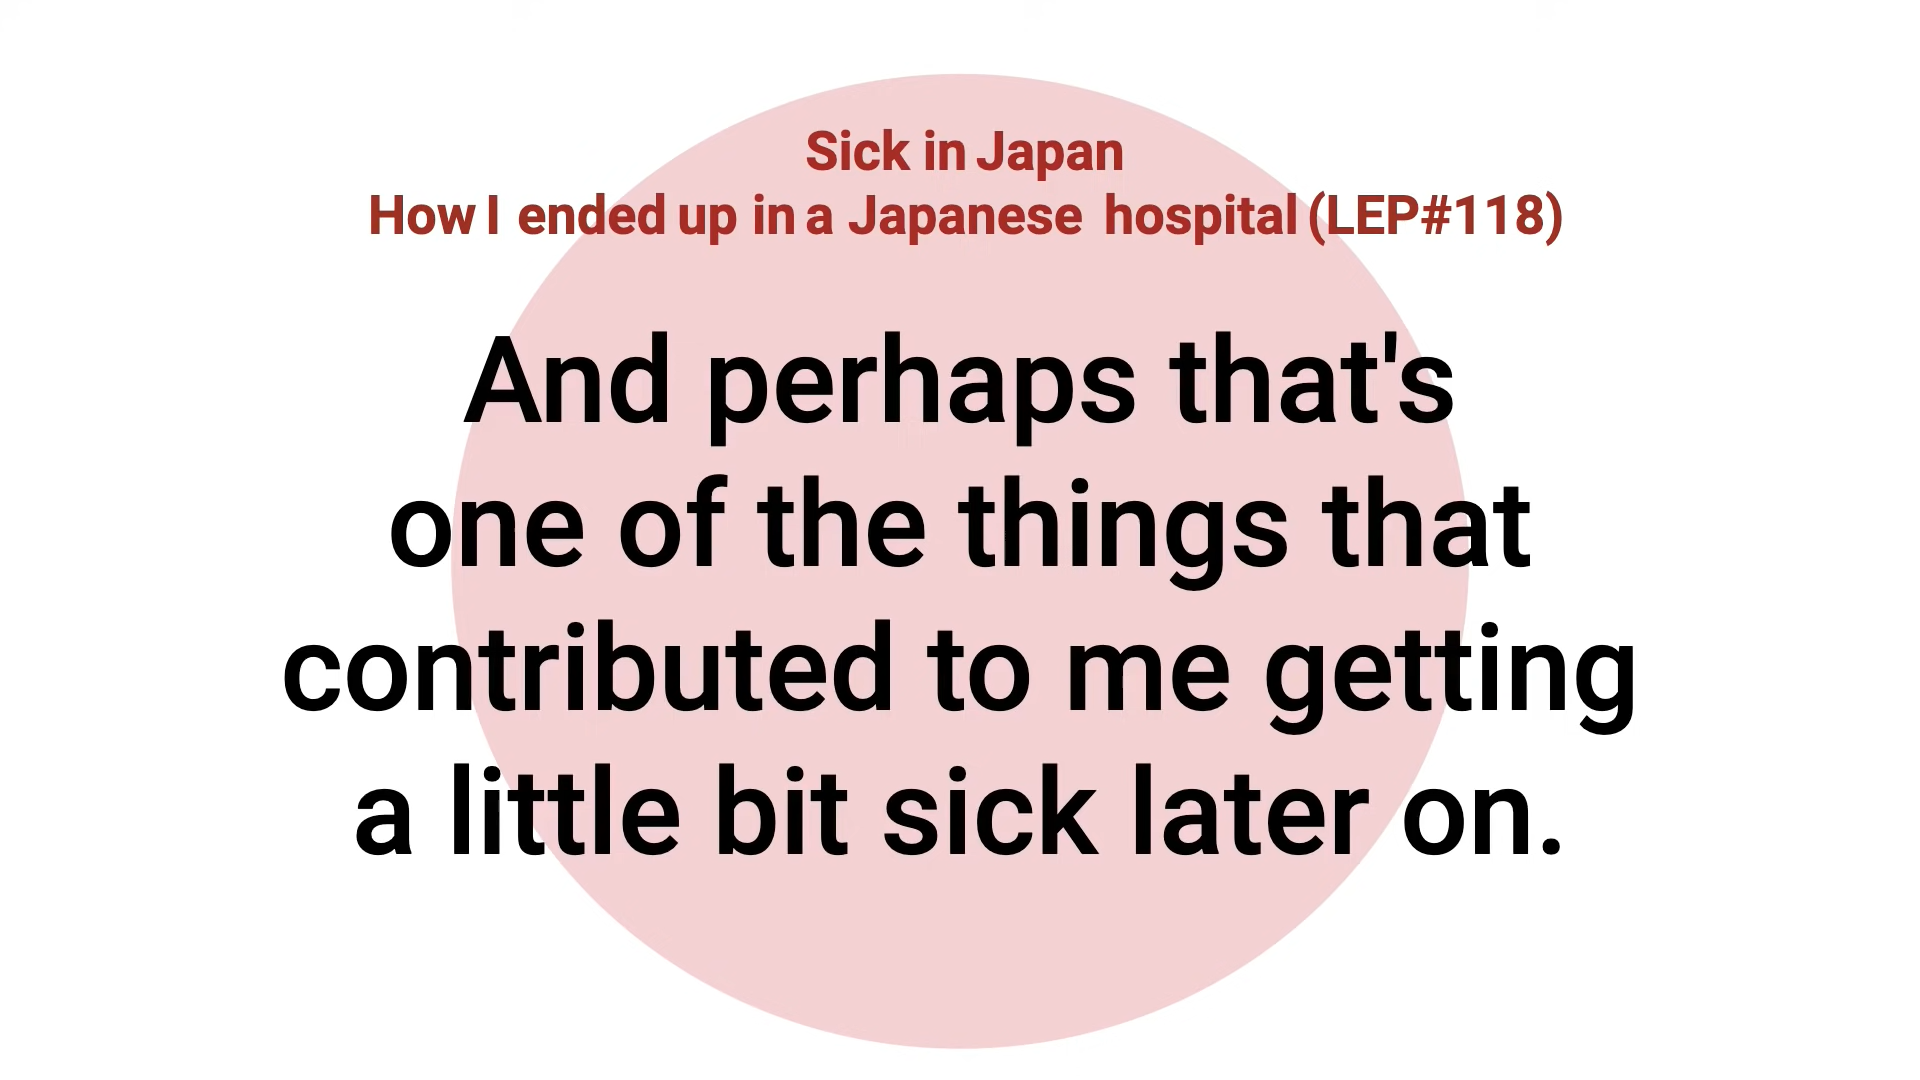 Sick in Japan
How I ended up in a Japanese hospital (LEP#118)
And perhaps that's
one of the things that
contributed to me getting
a little bit sick later on.